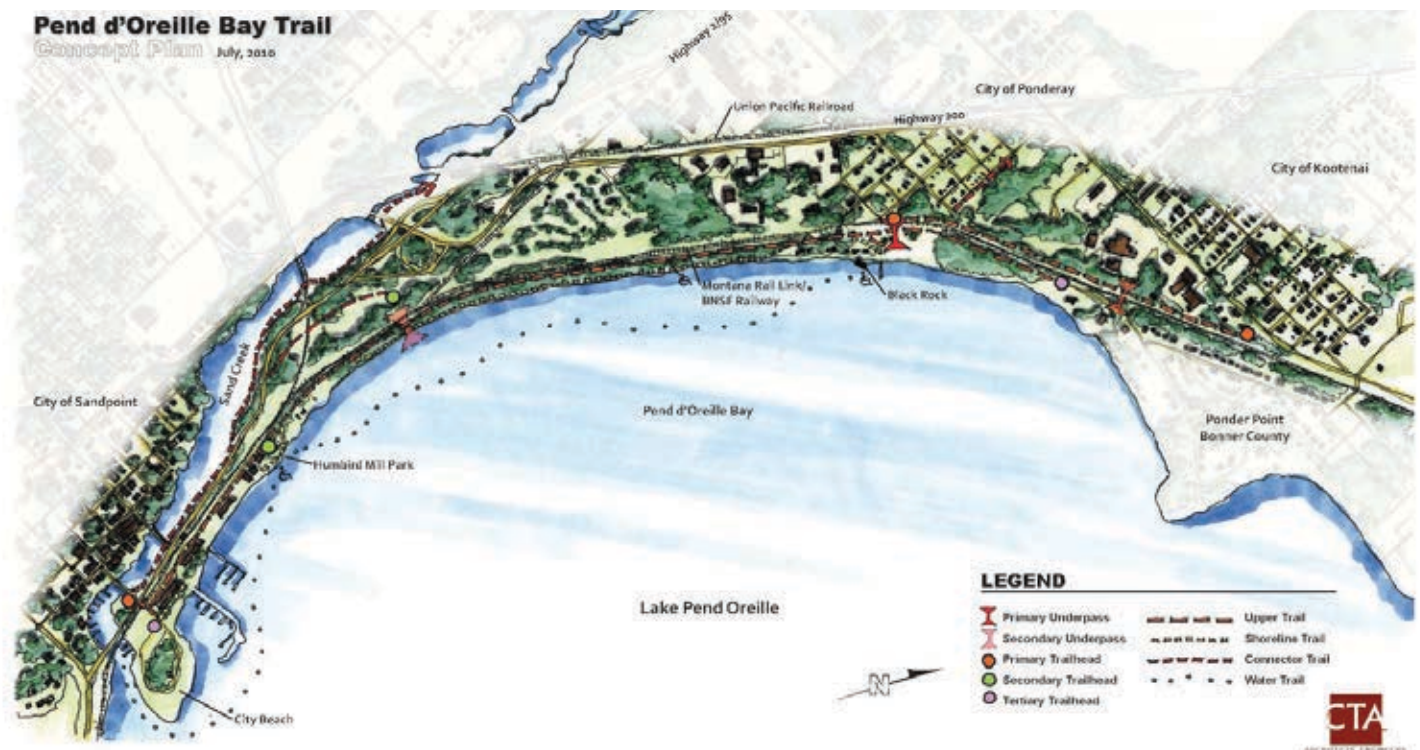 Pend d'Oreille Bay Trail
Concept Plan July, 2010
Highway 2/95
City of Ponderay
Union Pacific Railroad
Highway 200
City of Kootenai
Montana Rail Link/
BNSF Railway
Black Rock
Sand Creek
City of Sandpoint
Pend d'Oreille Bay
Ponder Point
Bonner County
Humbird Mill Park
Lake Pend Oreille
City Beach
N
LEGEND
Primary Underpass
Secondary Underpass
Primary Trailhead
Secondary Trailhead
Tertiary Trailhead
Upper Trail
Shoreline Trail
Connector Trail
Water Trail
CTA